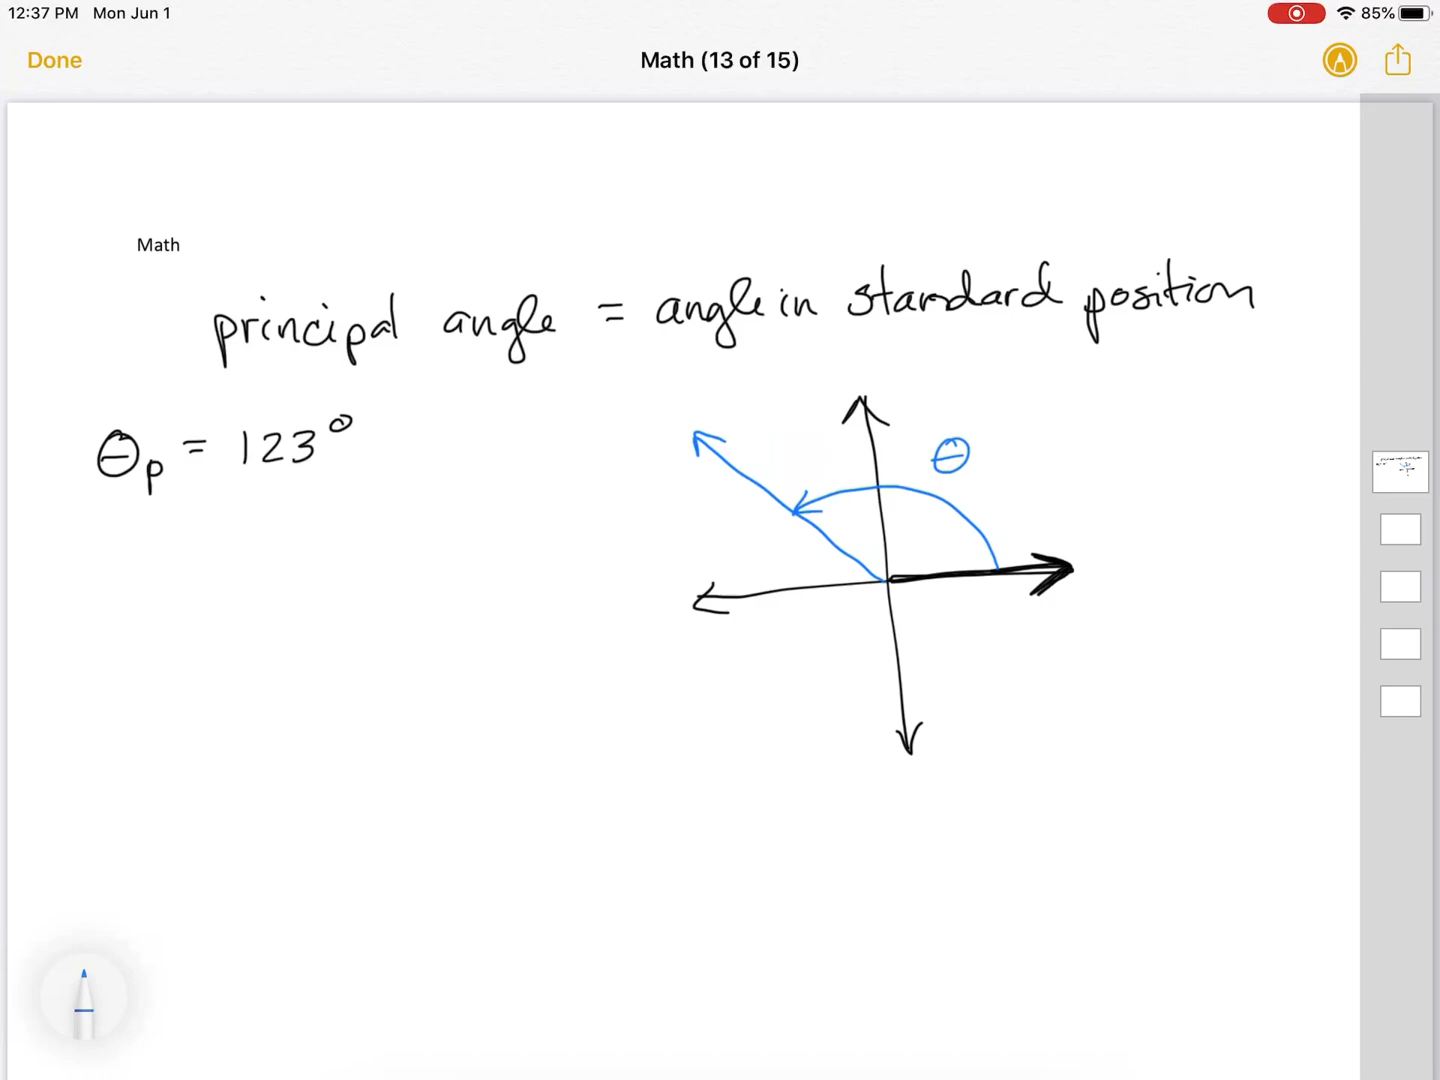 12:37 PM Mon Jun 1
85%
Done
Math (13 of 15)
Math
principal angle = angle in standard position
θp = 123°
θ